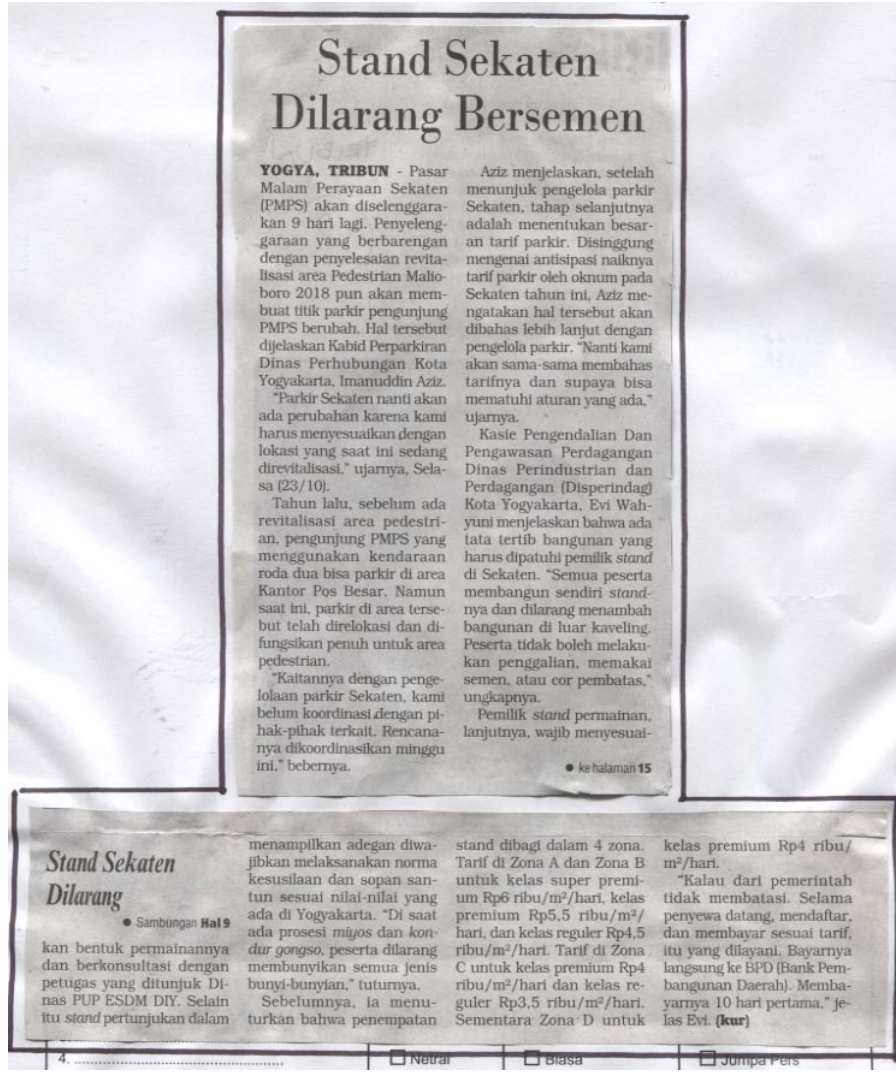 Stand Sekaten
Dilarang Bersemen
YOGYA, TRIBUN - Pasar
Malam Perayaan Sekaten
(PMPS) akan diselenggara-
kan 9 hari lagi. Penyeleng-
garaan yang berbarengan
dengan penyelesaian revita-
lisasi area Pedestrian Malio-
boro 2018 pun akan mem-
buat titik parkir pengunjung
PMPS berubah. Hal tersebut
dijelaskan Kabid Perparkiran
Dinas Perhubungan Kota
Yogyakarta, Imanuddin Aziz.
"Parkir Sekaten nanti akan
ada perubahan karena kami
harus menyesuaikan dengan
lokasi yang saat ini sedang
direvitalisasi," ujarnya, Sela-
sa (23/10).
Tahun lalu, sebelum ada
revitalisasi area pedestri-
an, pengunjung PMPS yang
menggunakan kendaraan
roda dua bisa parkir di area
Kantor Pos Besar. Namun
saat ini, parkir di area terse-
but telah direlokasi dan di-
fungsikan penuh untuk area
pedestrian.
"Kaitannya dengan penge-
lolaan parkir Sekaten, kami
belum koordinasi dengan pi-
hak-pihak terkait. Rencana-
nya dikoordinasikan minggu
ini," bebernya.
Aziz menjelaskan, setelah
menunjuk pengelola parkir
Sekaten, tahap selanjutnya
adalah menentukan besar-
an tarif parkir. Disinggung
mengenai antisipasi naiknya
tarif parkir oleh oknum pada
Sekaten tahun ini, Aziz me-
ngatakan hal tersebut akan
dibahas lebih lanjut dengan
pengelola parkir. "Nanti kami
akan sama-sama membahas
tarifnya dan supaya bisa
mematuhi aturan yang ada,"
ujarnya.
Kasie Pengendalian Dan
Pengawasan Perdagangan
Dinas Perindustrian dan
Perdagangan (Disperindag)
Kota Yogyakarta, Evi Wah-
yuni menjelaskan bahwa ada
tata tertib bangunan yang
harus dipatuhi pemilik stand
di Sekaten. "Semua peserta
membangun sendiri stand-
nya dan dilarang menambah
bangunan di luar kaveling.
Peserta tidak boleh melaku-
kan penggalian, memakai
semen, atau cor pembatas,"
ungkapnya.
Pemilik stand permainan,
lanjutnya, wajib menyesuai-
● ke halaman 15
Stand Sekaten
Dilarang
● Sambungan Hal 9
kan bentuk permainannya
dan berkonsultasi dengan
petugas yang ditunjuk Di-
nas PUP ESDM DIY. Selain
itu stand pertunjukan dalam
menampilkan adegan diwa-
jibkan melaksanakan norma
kesusilaan dan sopan san-
tun sesuai nilai-nilai yang
ada di Yogyakarta. "Di saat
ada prosesi miyos dan kon-
dur gongso, peserta dilarang
membunyikan semua jenis
bunyi-bunyian," tuturnya.
Sebelumnya, ia menu-
turkan bahwa penempatan
stand dibagi dalam 4 zona.
Tarif di Zona A dan Zona B
untuk kelas super premi-
um Rp6 ribu/m²/hari, kelas
premium Rp5,5 ribu/m²/
hari, dan kelas reguler Rp4,5
ribu/m²/hari. Tarif di Zona
C untuk kelas premium Rp4
ribu/m²/hari dan kelas re-
guler Rp3,5 ribu/m²/hari.
Sementara Zona D untuk
kelas premium Rp4 ribu/
m²/hari.
"Kalau dari pemerintah
tidak membatasi. Selama
penyewa datang, mendaftar,
dan membayar sesuai tarif,
itu yang dilayani. Bayarnya
langsung ke BPD (Bank Pem-
bangunan Daerah). Memba-
yarnya 10 hari pertama," je-
las Evi. (kur)
4. ........................ Netral Biasa Jumpa Pers